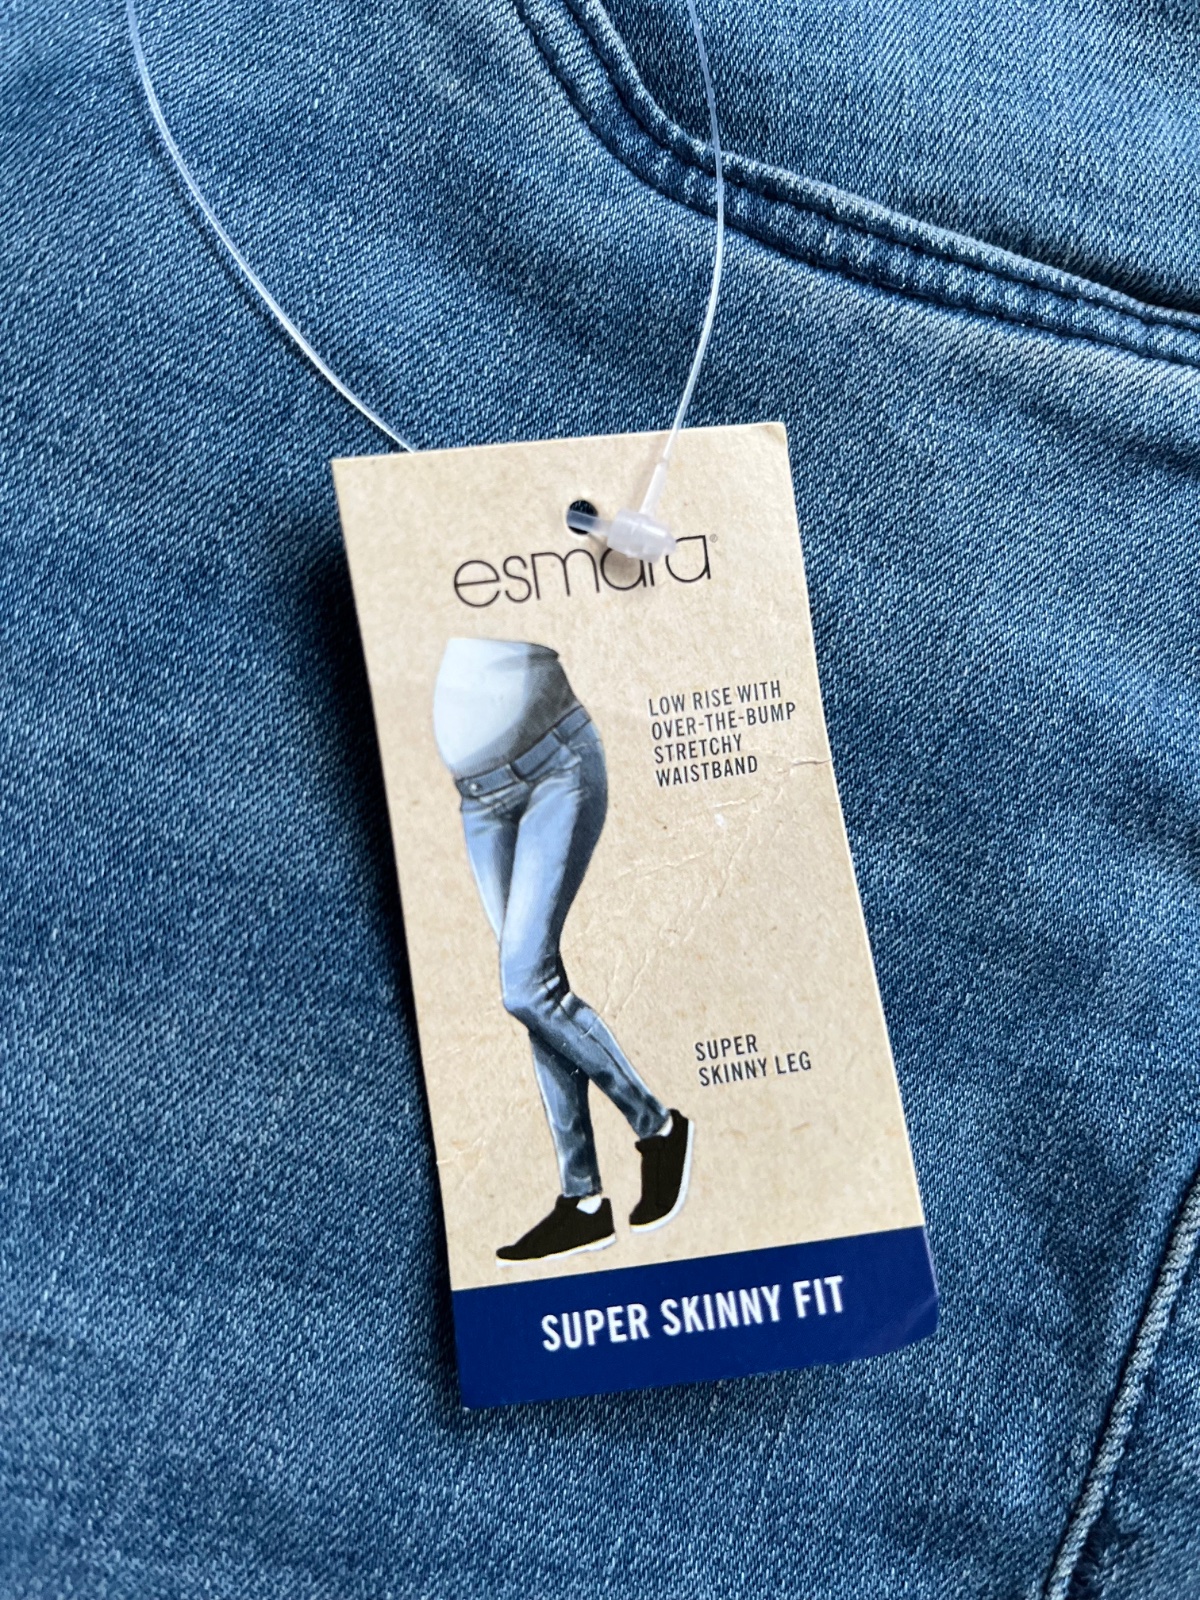 esmara®
LOW RISE WITH
OVER-THE-BUMP
STRETCHY
WAISTBAND
SUPER
SKINNY LEG
SUPER SKINNY FIT